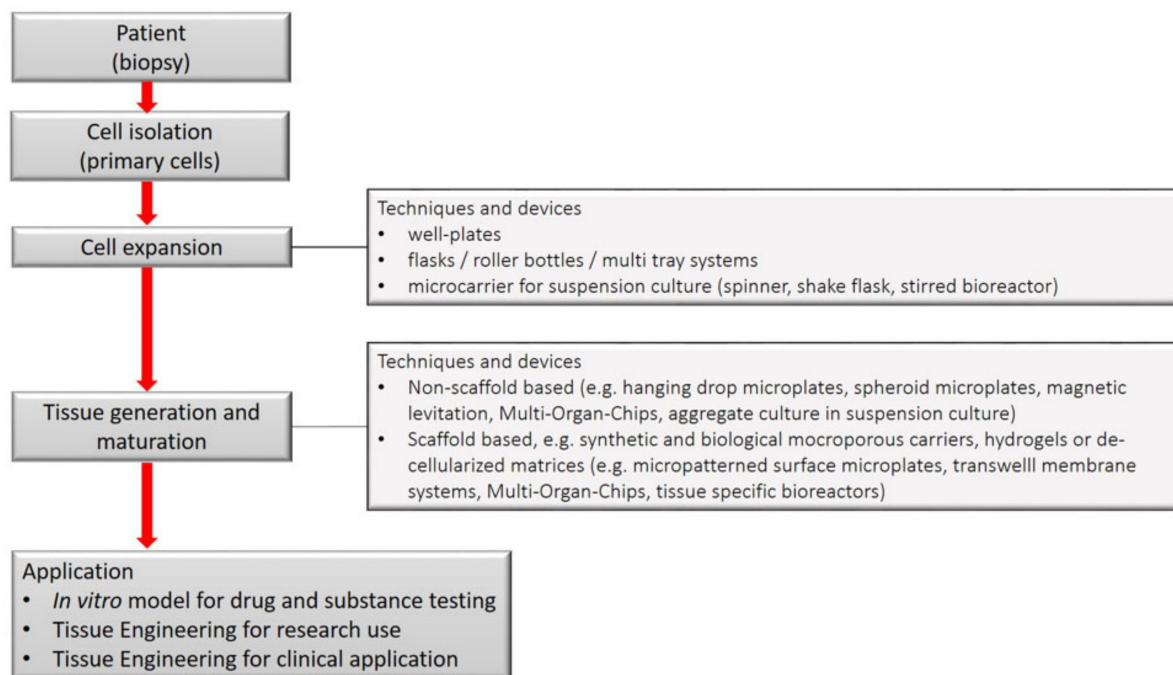 Patient
(biopsy)
Cell isolation
(primary cells)
Cell expansion
Techniques and devices
• well-plates
• flasks / roller bottles / multi tray systems
• microcarrier for suspension culture (spinner, shake flask, stirred bioreactor)
Tissue generation and
maturation
Techniques and devices
• Non-scaffold based (e.g. hanging drop microplates, spheroid microplates, magnetic
levitation, Multi-Organ-Chips, aggregate culture in suspension culture)
• Scaffold based, e.g. synthetic and biological mocroporous carriers, hydrogels or de-
cellularized matrices (e.g. micropatterned surface microplates, transwelll membrane
systems, Multi-Organ-Chips, tissue specific bioreactors)
Application
• In vitro model for drug and substance testing
• Tissue Engineering for research use
• Tissue Engineering for clinical application